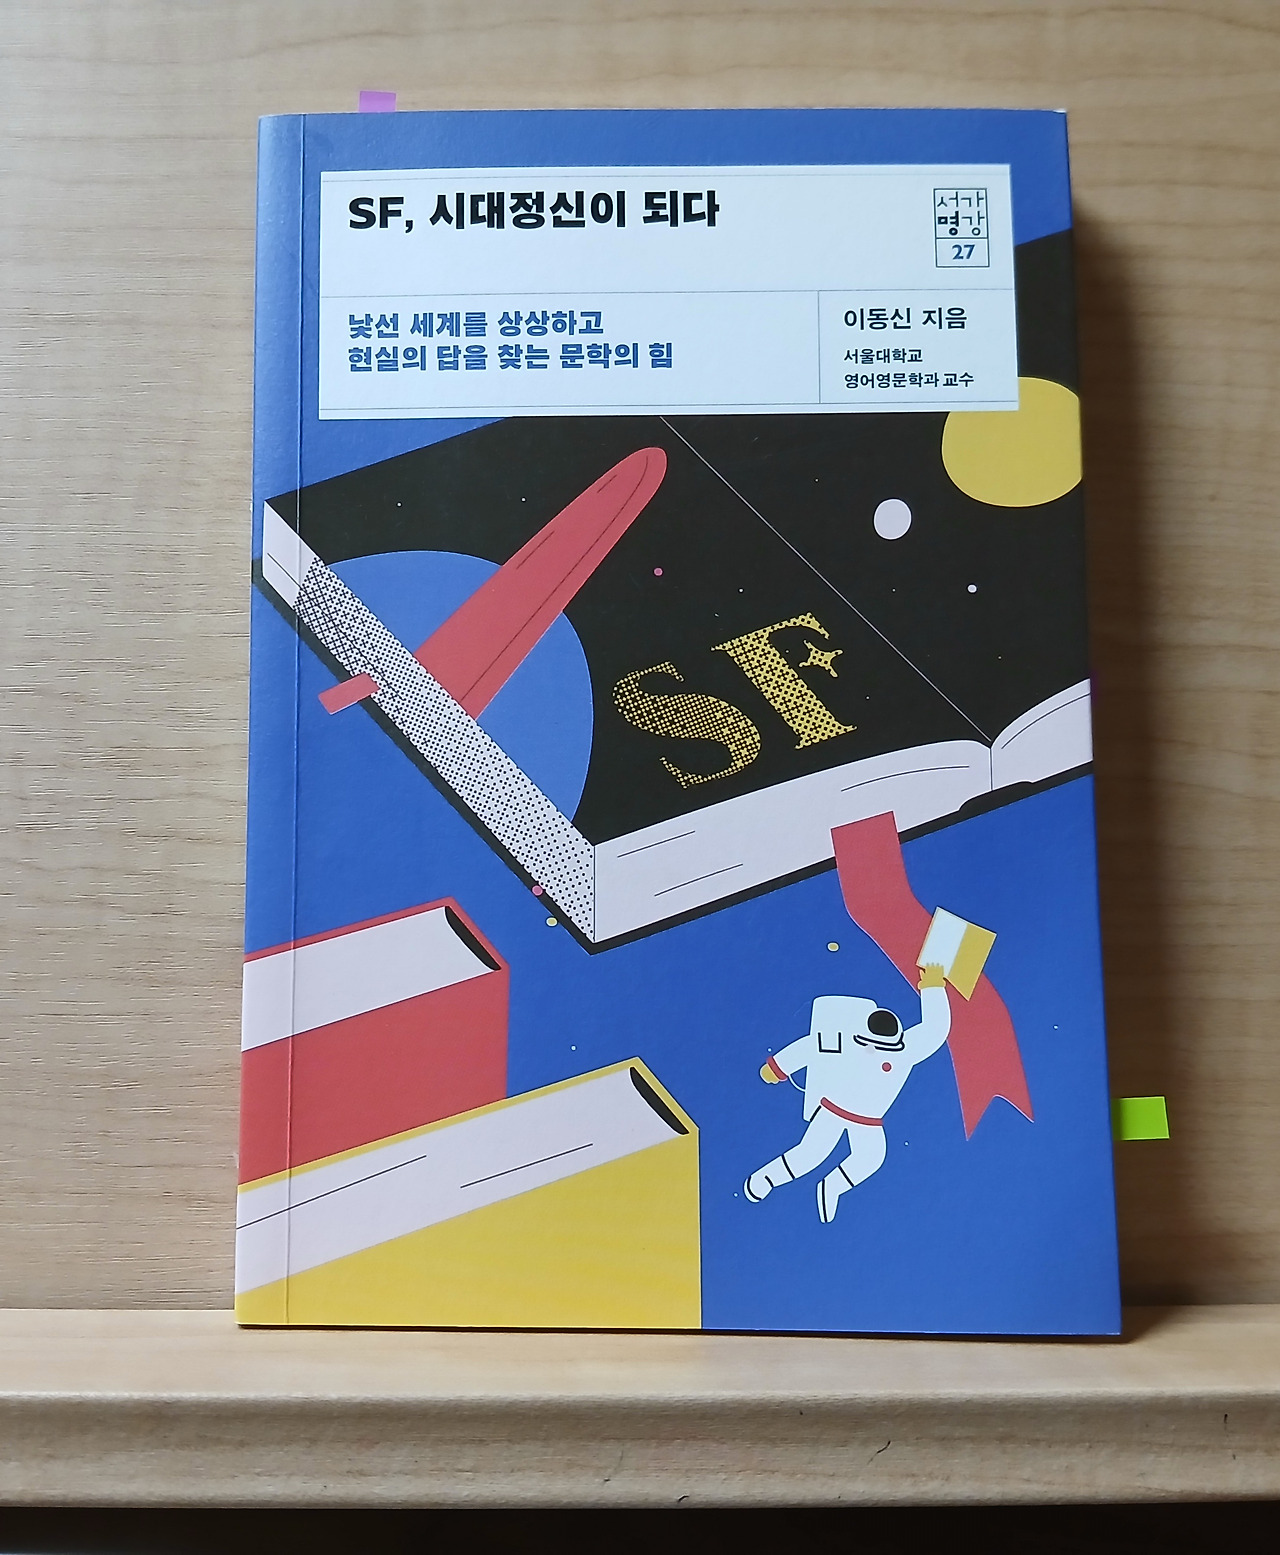 SF, 시대정신이 되다
서가
명강
27
낯선 세계를 상상하고
현실의 답을 찾는 문학의 힘
이동신 지음
서울대학교
영어영문학과 교수
SF